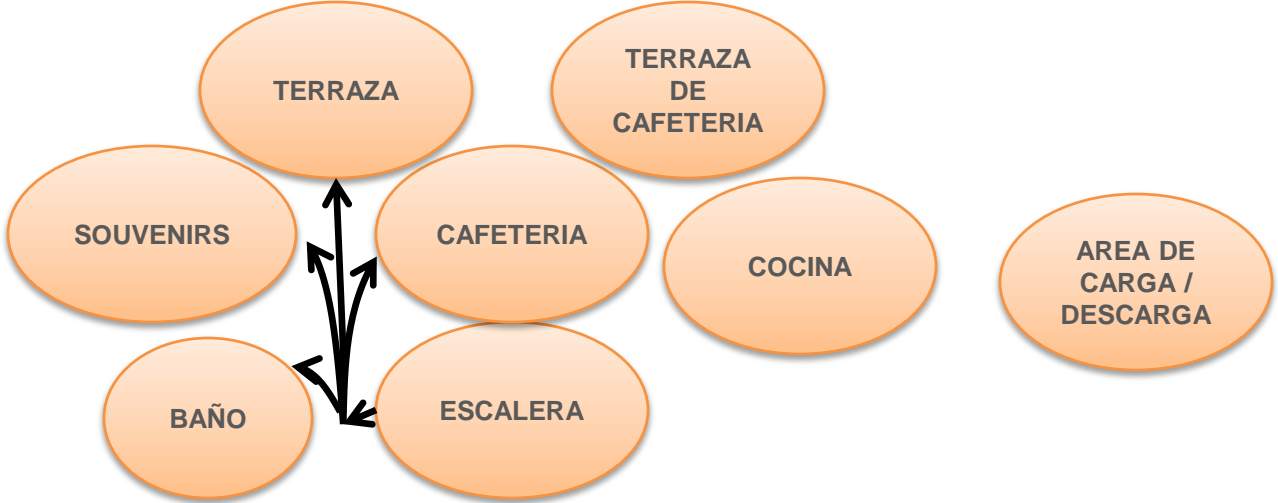 TERRAZA
TERRAZA
DE
CAFETERIA
SOUVENIRS
CAFETERIA
COCINA
AREA DE
CARGA /
DESCARGA
BAÑO
ESCALERA